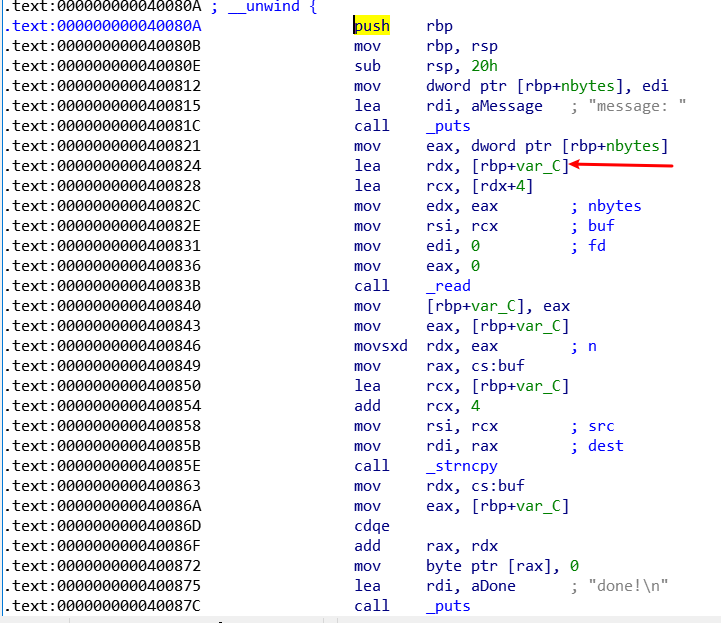 .text:000000000040080A ; __unwind {
.text:000000000040080A push rbp
.text:000000000040080B mov rbp, rsp
.text:000000000040080E sub rsp, 20h
.text:0000000000400812 mov dword ptr [rbp+nbytes], edi
.text:0000000000400815 lea rdi, aMessage ; "message: "
.text:000000000040081C call _puts
.text:0000000000400821 mov eax, dword ptr [rbp+nbytes]
.text:0000000000400824 lea rdx, [rbp+var_C]
.text:0000000000400828 lea rcx, [rdx+4]
.text:000000000040082C mov edx, eax ; nbytes
.text:000000000040082E mov rsi, rcx ; buf
.text:0000000000400831 mov edi, 0 ; fd
.text:0000000000400836 mov eax, 0
.text:000000000040083B call _read
.text:0000000000400840 mov [rbp+var_C], eax
.text:0000000000400843 mov eax, [rbp+var_C]
.text:0000000000400846 movsxd rdx, eax ; n
.text:0000000000400849 mov rax, cs:buf
.text:0000000000400850 lea rcx, [rbp+var_C]
.text:0000000000400854 add rcx, 4
.text:0000000000400858 mov rsi, rcx ; src
.text:000000000040085B mov rdi, rax ; dest
.text:000000000040085E call _strncpy
.text:0000000000400863 mov rdx, cs:buf
.text:000000000040086A mov eax, [rbp+var_C]
.text:000000000040086D cdqe
.text:000000000040086F add rax, rdx
.text:0000000000400872 mov byte ptr [rax], 0
.text:0000000000400875 lea rdi, aDone ; "done!\n"
.text:000000000040087C call _puts